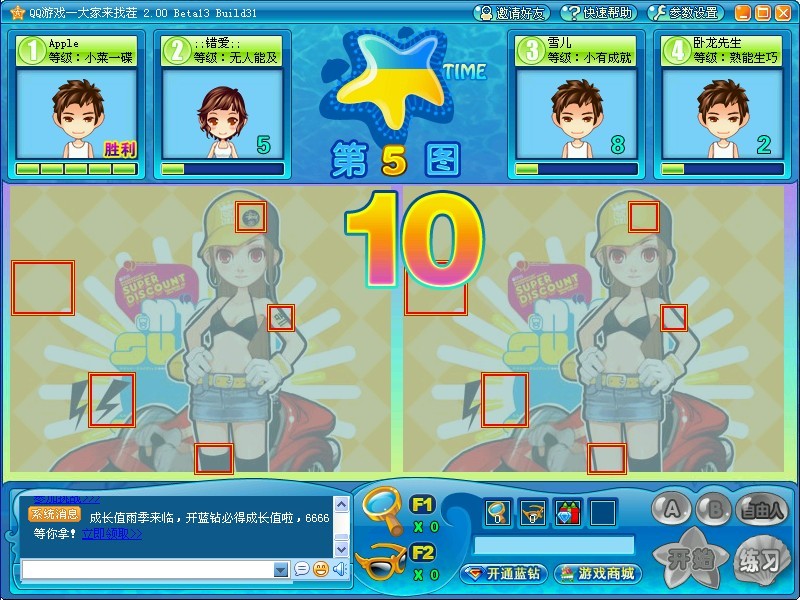 QQ游戏—大家来找茬 2.00 Beta13 Build31
邀请好友
快速帮助
参数设置
1
Apple
等级：小菜一碟
胜利
2
;;错爱;;
等级：无人能及
5
TIME
第5图
3
雪儿
等级：小有成就
8
4
卧龙先生
等级：熟能生巧
2
10
SUPER
DISCOUNT
SUPER
DISCOUNT
参加挑战>>>
系统消息 成长值雨季来临，开蓝钻必得成长值啦，6666
等你拿！立即领取>>
F1
X 0
F2
X 0
开通蓝钻
游戏商城
A
B
自由人
开始
练习